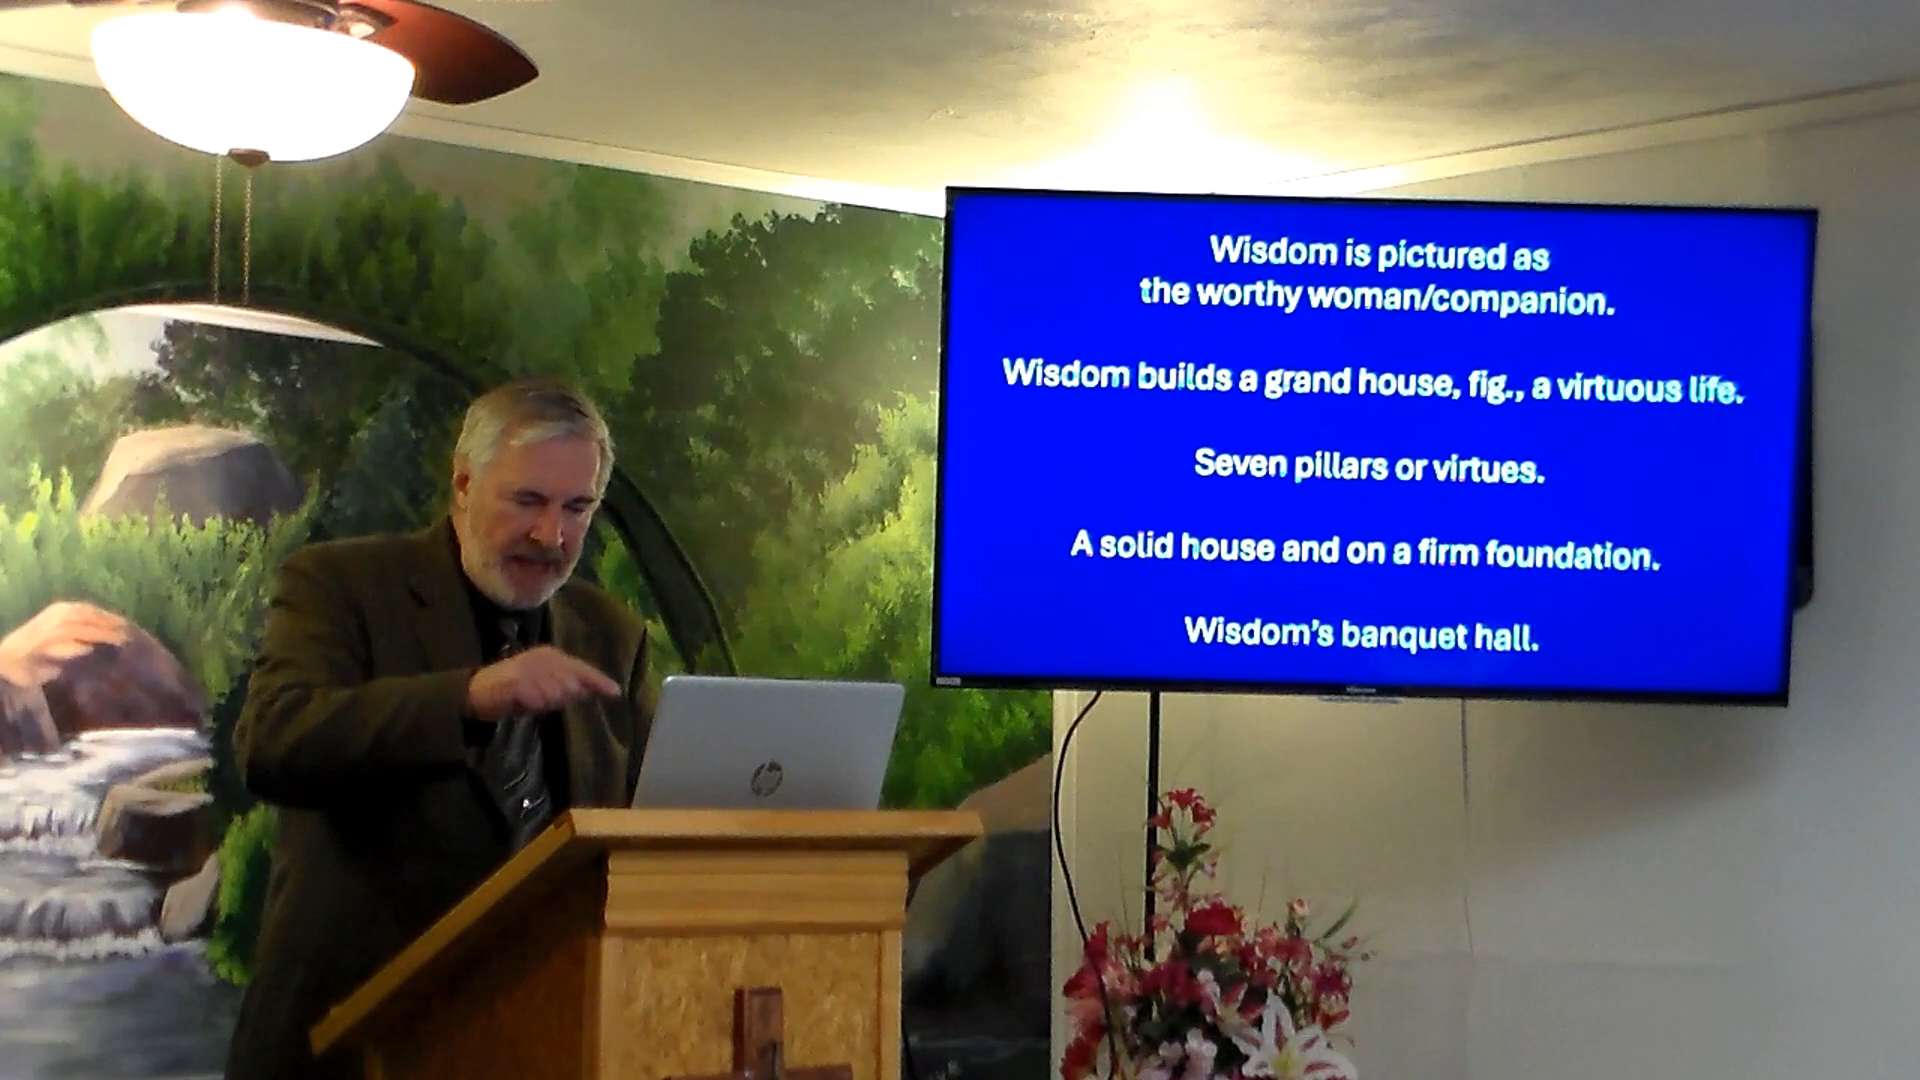 Wisdom is pictured as
the worthy woman/companion.
Wisdom builds a grand house, fig., a virtuous life.
Seven pillars or virtues.
A solid house and on a firm foundation.
Wisdom's banquet hall.
hp